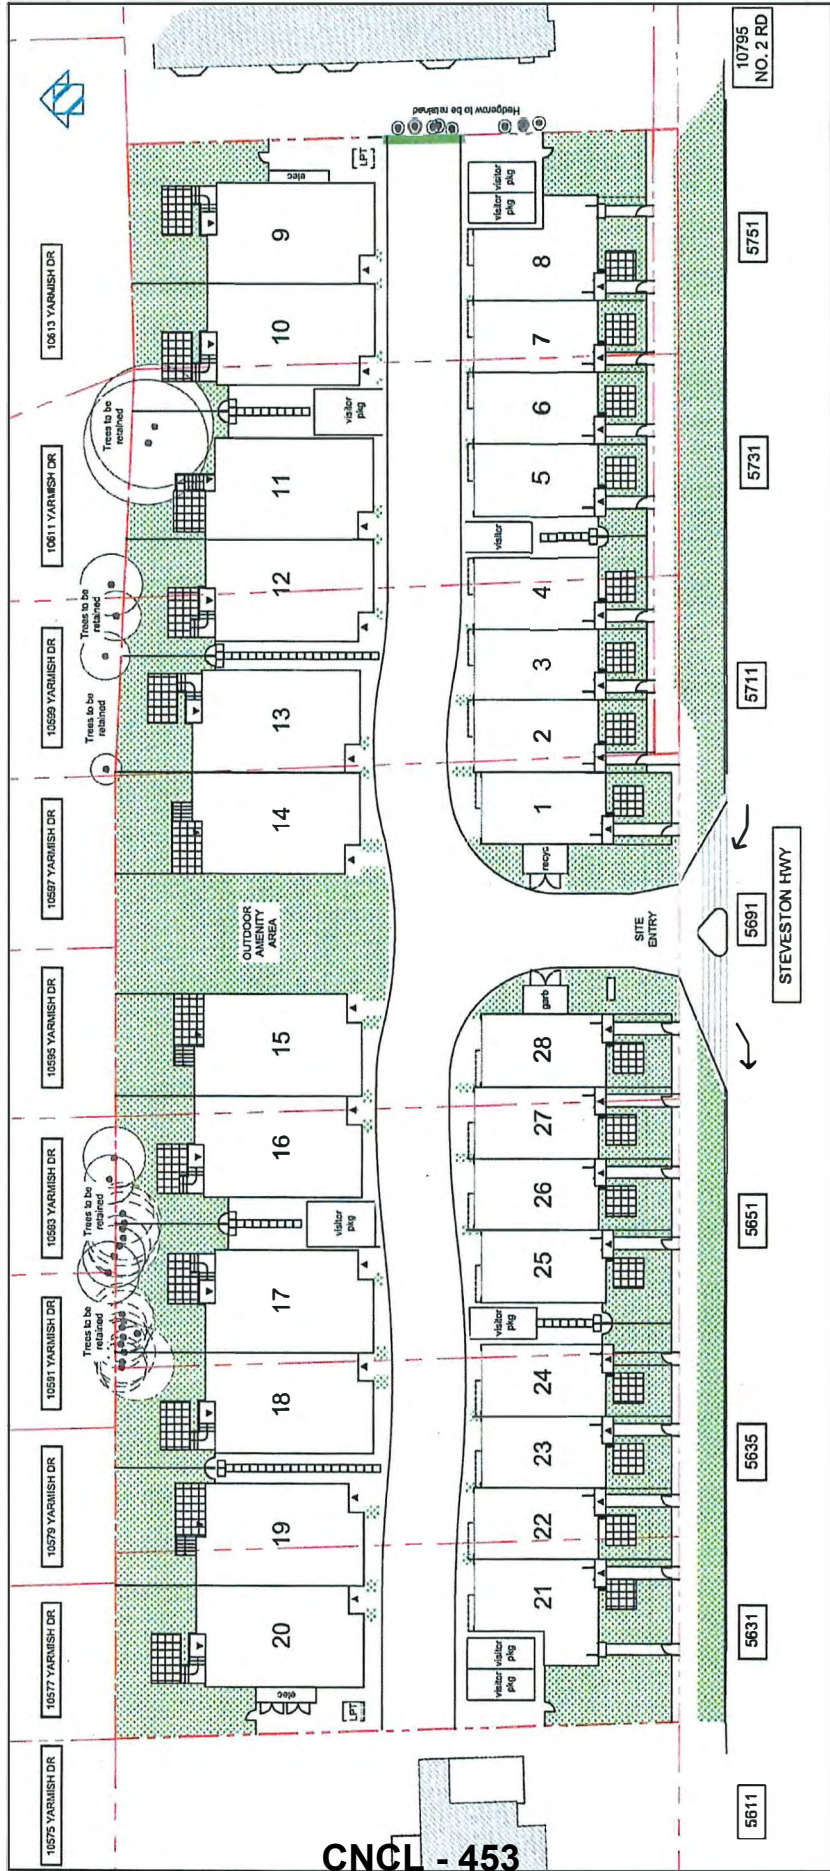 10575 YARMISH DR
10577 YARMISH DR
10579 YARMISH DR
10591 YARMISH DR
10593 YARMISH DR
10595 YARMISH DR
10597 YARMISH DR
10599 YARMISH DR
10611 YARMISH DR
10613 YARMISH DR
Trees to be
retained
Trees to be
retained
Trees to be
retained
Trees to be
retained
Trees to be
retained
20
19
18
17
16
15
OUTDOOR
AMENITY
AREA
14
13
12
11
10
9
elec
elec
LPT
LPT
visitor
pkg
visitor
pkg
Hedgerow to be retained
visitor
pkg
visitor
pkg
visitor
pkg
visitor
visitor
pkg
visitor
pkg
21
22
23
24
25
26
27
28
garb
recyc
1
2
3
4
5
6
7
8
SITE
ENTRY
5611
5631
5635
5651
5691
5711
5731
5751
10795
NO. 2 RD
STEVESTON HWY
CNCL - 453